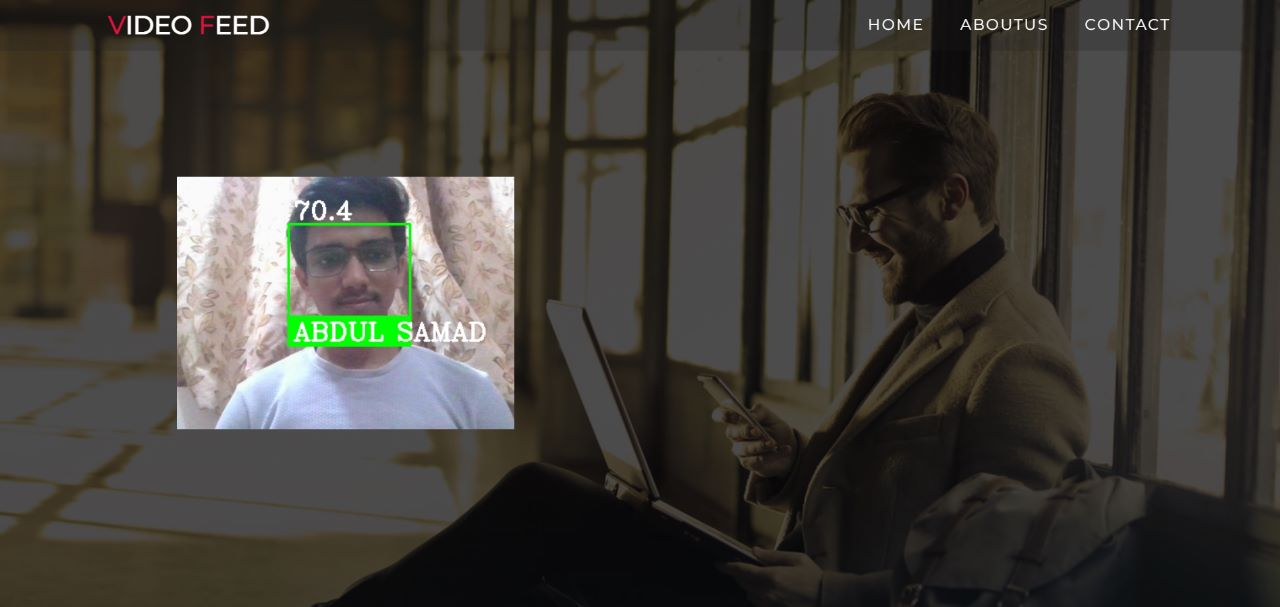 VIDEO FEED
HOME ABOUTUS CONTACT
70.4
ABDUL SAMAD